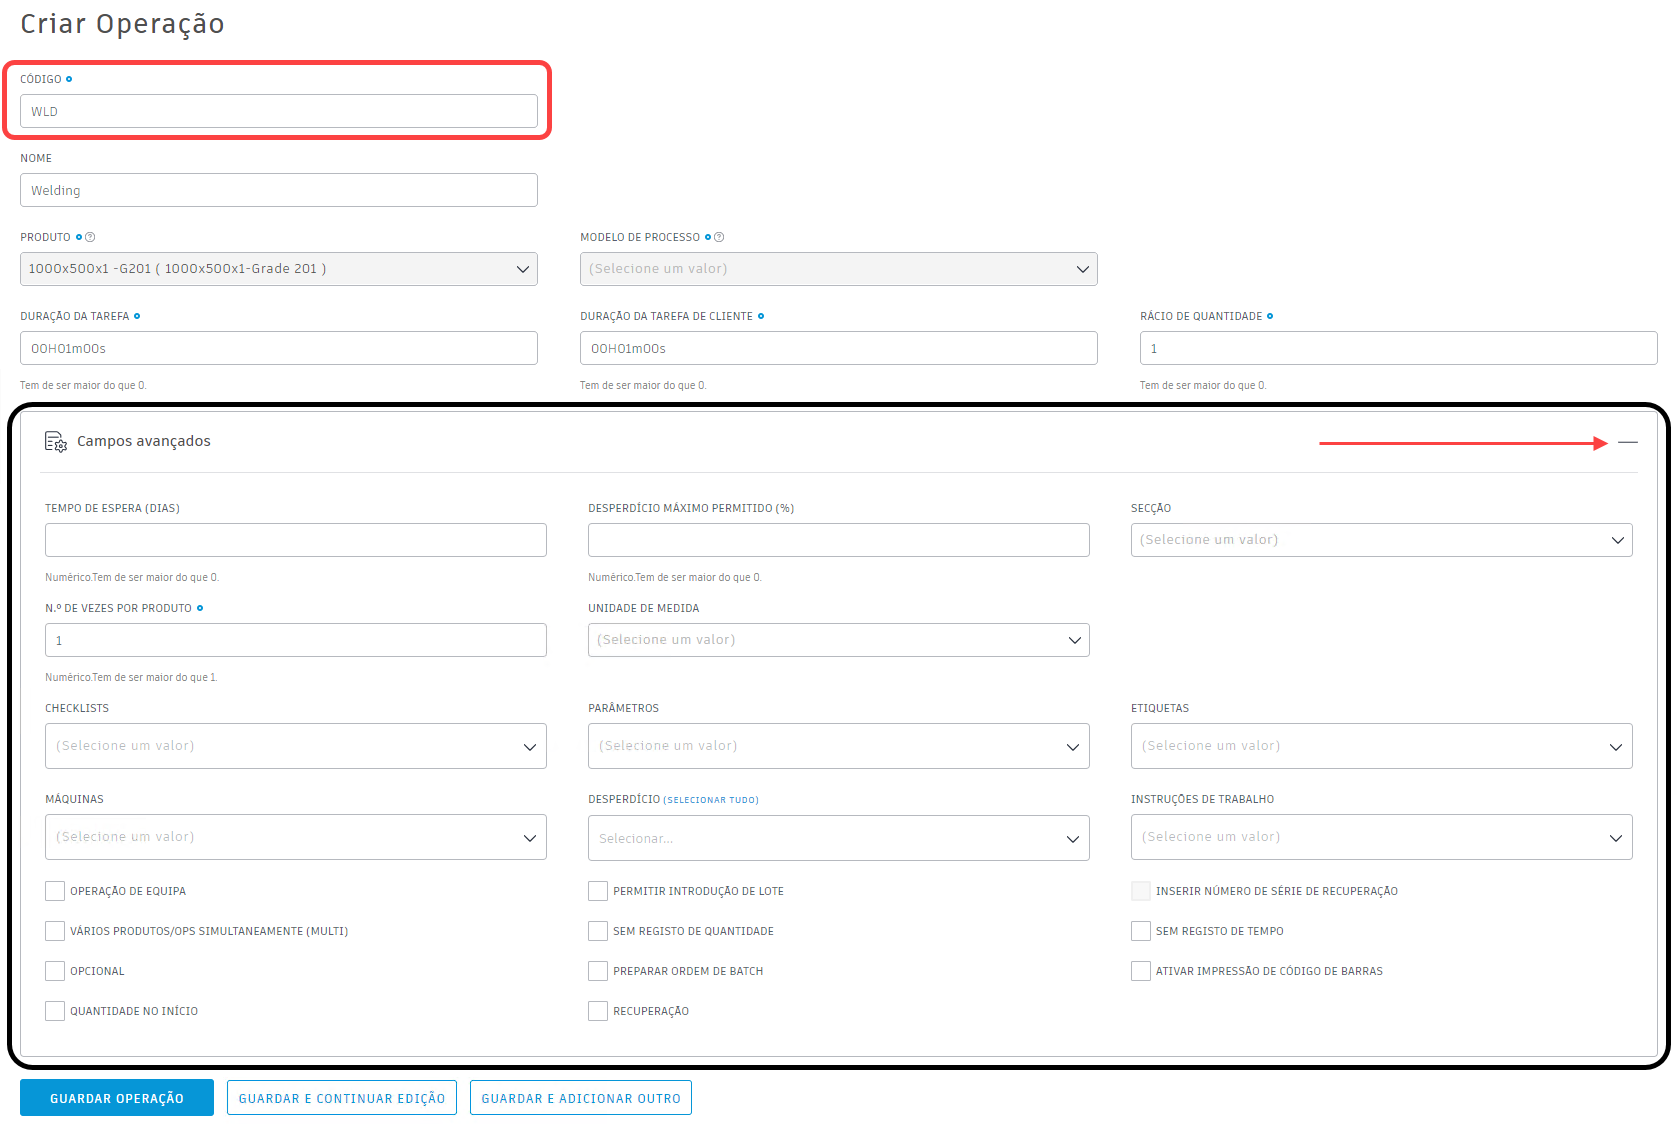 Criar Operação
CÓDIGO
WLD
NOME
Welding
PRODUTO
MODELO DE PROCESSO
1000x500x1 -G201 ( 1000x500x1-Grade 201 )
(Selecione um valor)
DURAÇÃO DA TAREFA
DURAÇÃO DA TAREFA DE CLIENTE
RÁCIO DE QUANTIDADE
00H01m00s
00H01m00s
1
Tem de ser maior do que 0.
Tem de ser maior do que 0.
Tem de ser maior do que 0.
Campos avançados
TEMPO DE ESPERA (DIAS)
DESPERDÍCIO MÁXIMO PERMITIDO (%)
SECÇÃO
(Selecione um valor)
Numérico.Tem de ser maior do que 0.
Numérico.Tem de ser maior do que 0.
N.º DE VEZES POR PRODUTO
UNIDADE DE MEDIDA
1
(Selecione um valor)
Numérico.Tem de ser maior do que 1.
CHECKLISTS
PARÂMETROS
ETIQUETAS
(Selecione um valor)
(Selecione um valor)
(Selecione um valor)
MÁQUINAS
DESPERDÍCIO (SELECIONAR TUDO)
INSTRUÇÕES DE TRABALHO
(Selecione um valor)
Selecionar...
(Selecione um valor)
OPERAÇÃO DE EQUIPA
PERMITIR INTRODUÇÃO DE LOTE
INSERIR NÚMERO DE SÉRIE DE RECUPERAÇÃO
VÁRIOS PRODUTOS/OPS SIMULTANEAMENTE (MULTI)
SEM REGISTO DE QUANTIDADE
SEM REGISTO DE TEMPO
OPCIONAL
PREPARAR ORDEM DE BATCH
ATIVAR IMPRESSÃO DE CÓDIGO DE BARRAS
QUANTIDADE NO INÍCIO
RECUPERAÇÃO
GUARDAR OPERAÇÃO
GUARDAR E CONTINUAR EDIÇÃO
GUARDAR E ADICIONAR OUTRO